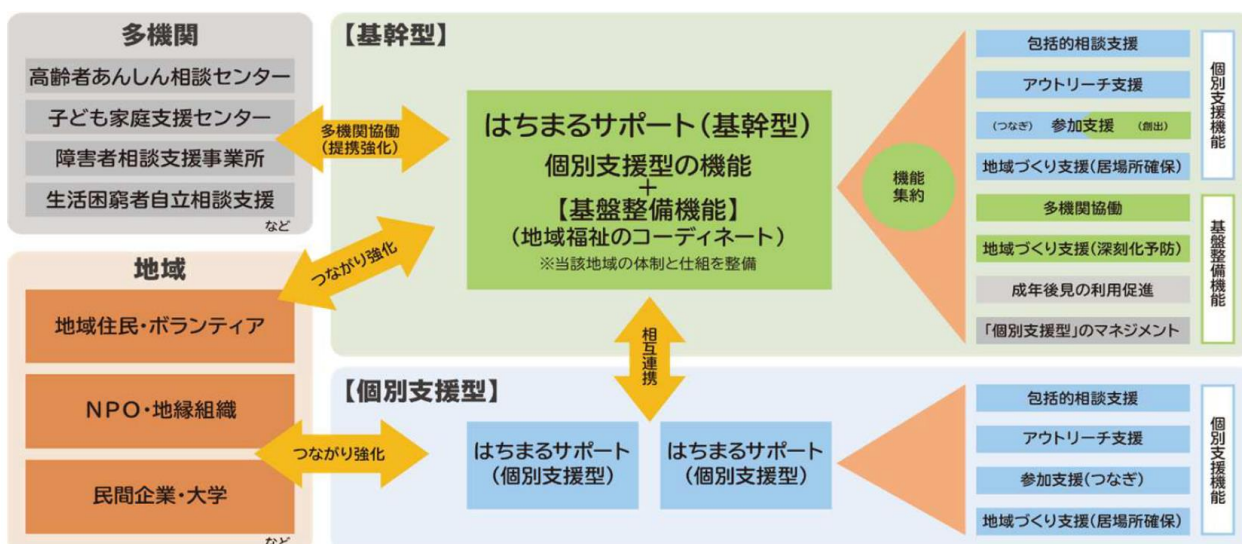 多機関
高齢者あんしん相談センター
子ども家庭支援センター
障害者相談支援事業所
生活困窮者自立相談支援
など
地域
地域住民・ボランティア
NPO・地縁組織
民間企業・大学
など
多機関協働
(提携強化)
つながり強化
つながり強化
【基幹型】
はちまるサポート(基幹型)
個別支援型の機能
+
【基盤整備機能】
(地域福祉のコーディネート)
※当該地域の体制と仕組を整備
機能
集約
包括的相談支援
アウトリーチ支援
(つなぎ) 参加支援 (創出)
地域づくり支援(居場所確保)
個別支援機能
多機関協働
地域づくり支援(深刻化予防)
成年後見の利用促進
「個別支援型」のマネジメント
基盤整備機能
相互連携
【個別支援型】
はちまるサポート
(個別支援型)
はちまるサポート
(個別支援型)
包括的相談支援
アウトリーチ支援
参加支援(つなぎ)
地域づくり支援(居場所確保)
個別支援機能